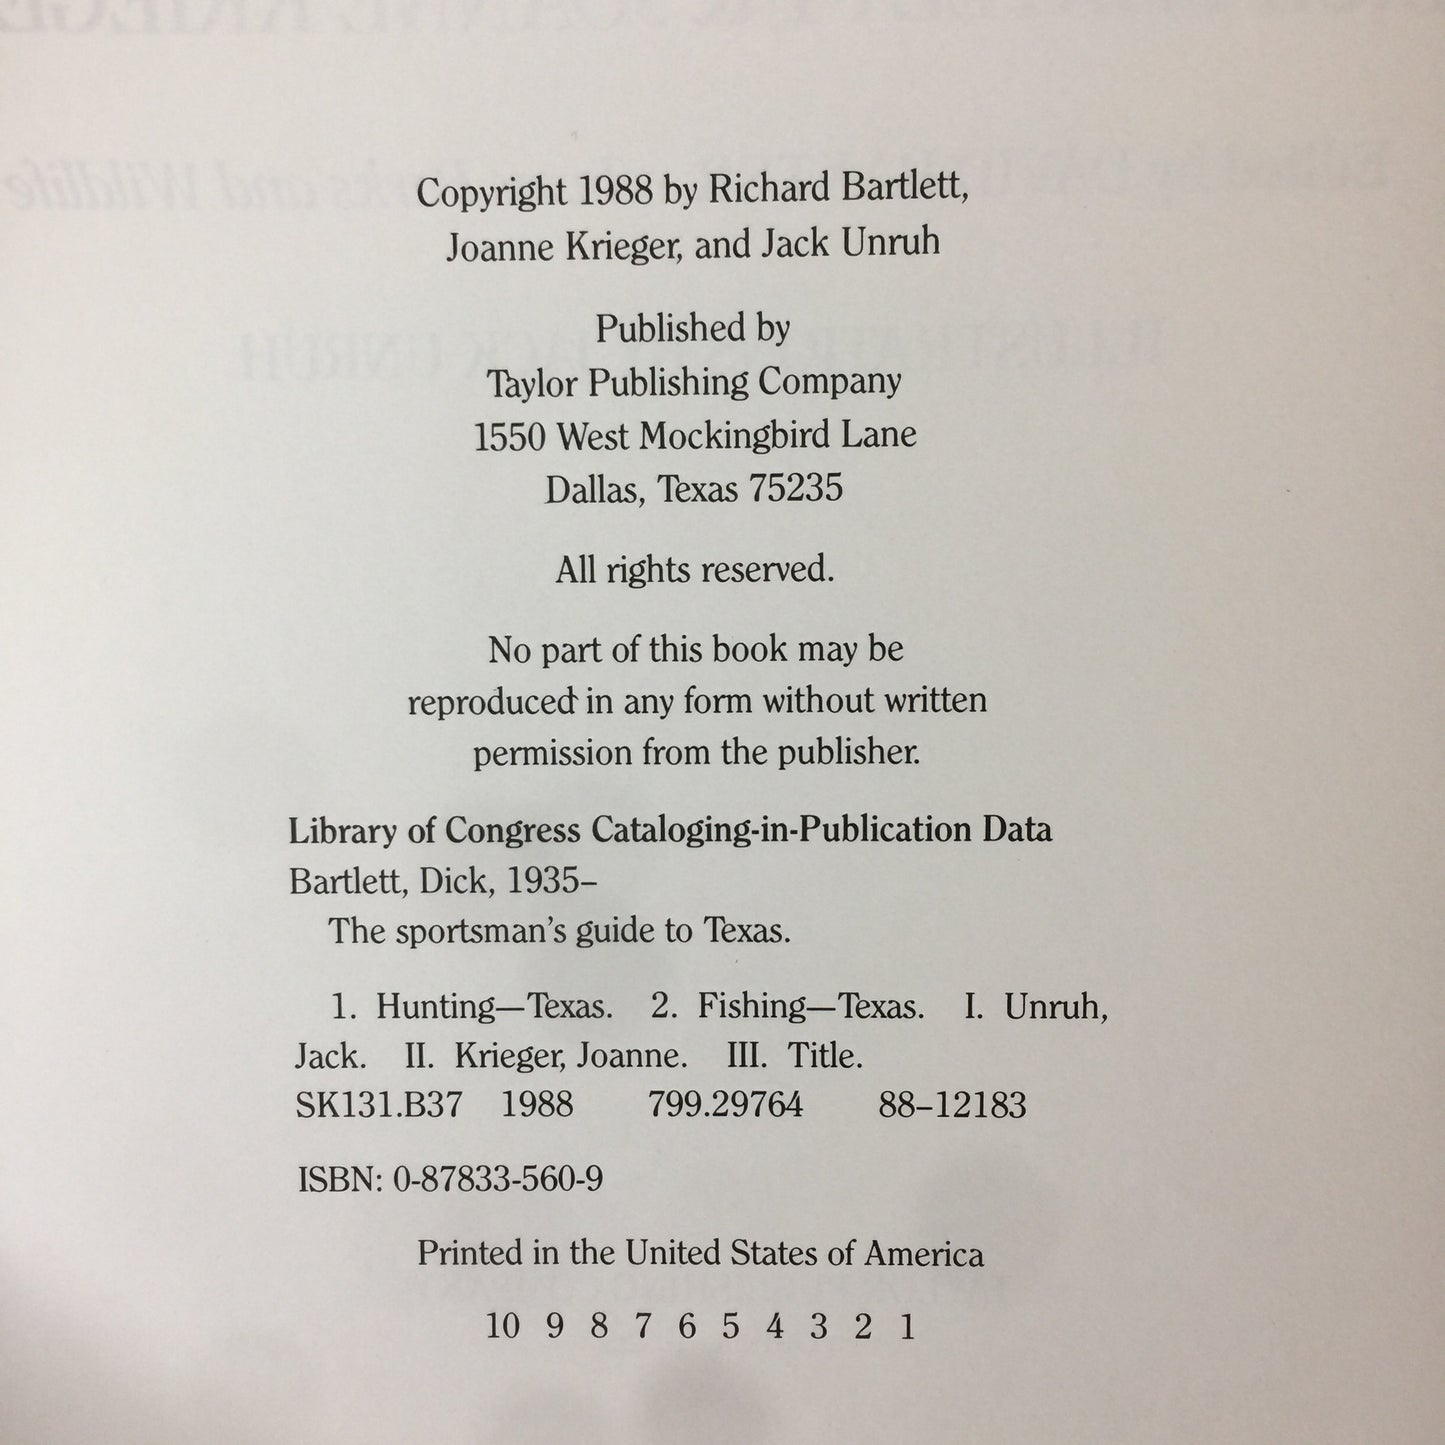 Copyright 1988 by Richard Bartlett,
Joanne Krieger, and Jack Unruh
Published by
Taylor Publishing Company
1550 West Mockingbird Lane
Dallas, Texas 75235
All rights reserved.
No part of this book may be
reproduced in any form without written
permission from the publisher.
Library of Congress Cataloging-in-Publication Data
Bartlett, Dick, 1935–
The sportsman's guide to Texas.
1. Hunting—Texas. 2. Fishing—Texas. I. Unruh,
Jack. II. Krieger, Joanne. III. Title.
SK131.B37 1988 799.29764 88–12183
ISBN: 0-87833-560-9
Printed in the United States of America
10 9 8 7 6 5 4 3 2 1